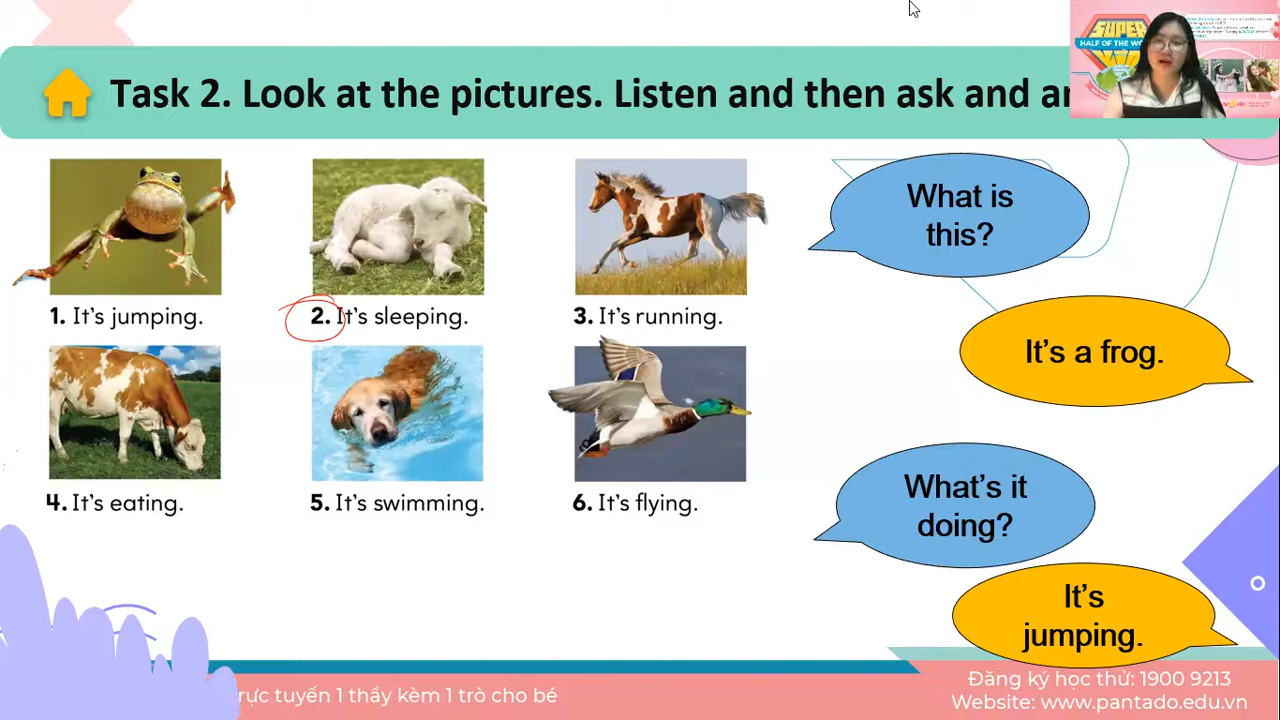 Task 2. Look at the pictures. Listen and then ask and
SUPER
HALF OF THE
What is
this?
It's a frog.
1. It's jumping.
2. It's sleeping.
3. It's running.
4. It's eating.
5. It's swimming.
6. It's flying.
What's it
doing?
It's
jumping.
tuyến 1 thầy kèm 1 trò cho bé
Đăng ký học thử: 1900 9213
Website: www.pantado.edu.vn